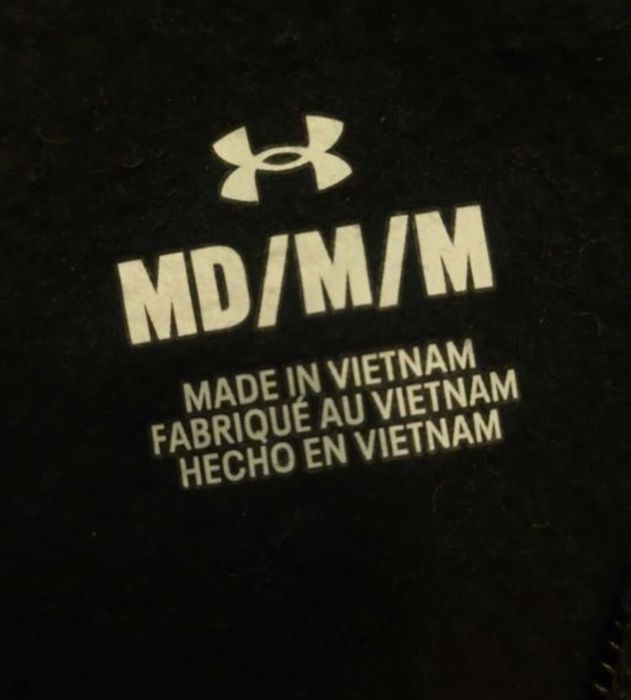 MD/M/M
MADE IN VIETNAM
FABRIQUÉ AU VIETNAM
HECHO EN VIETNAM